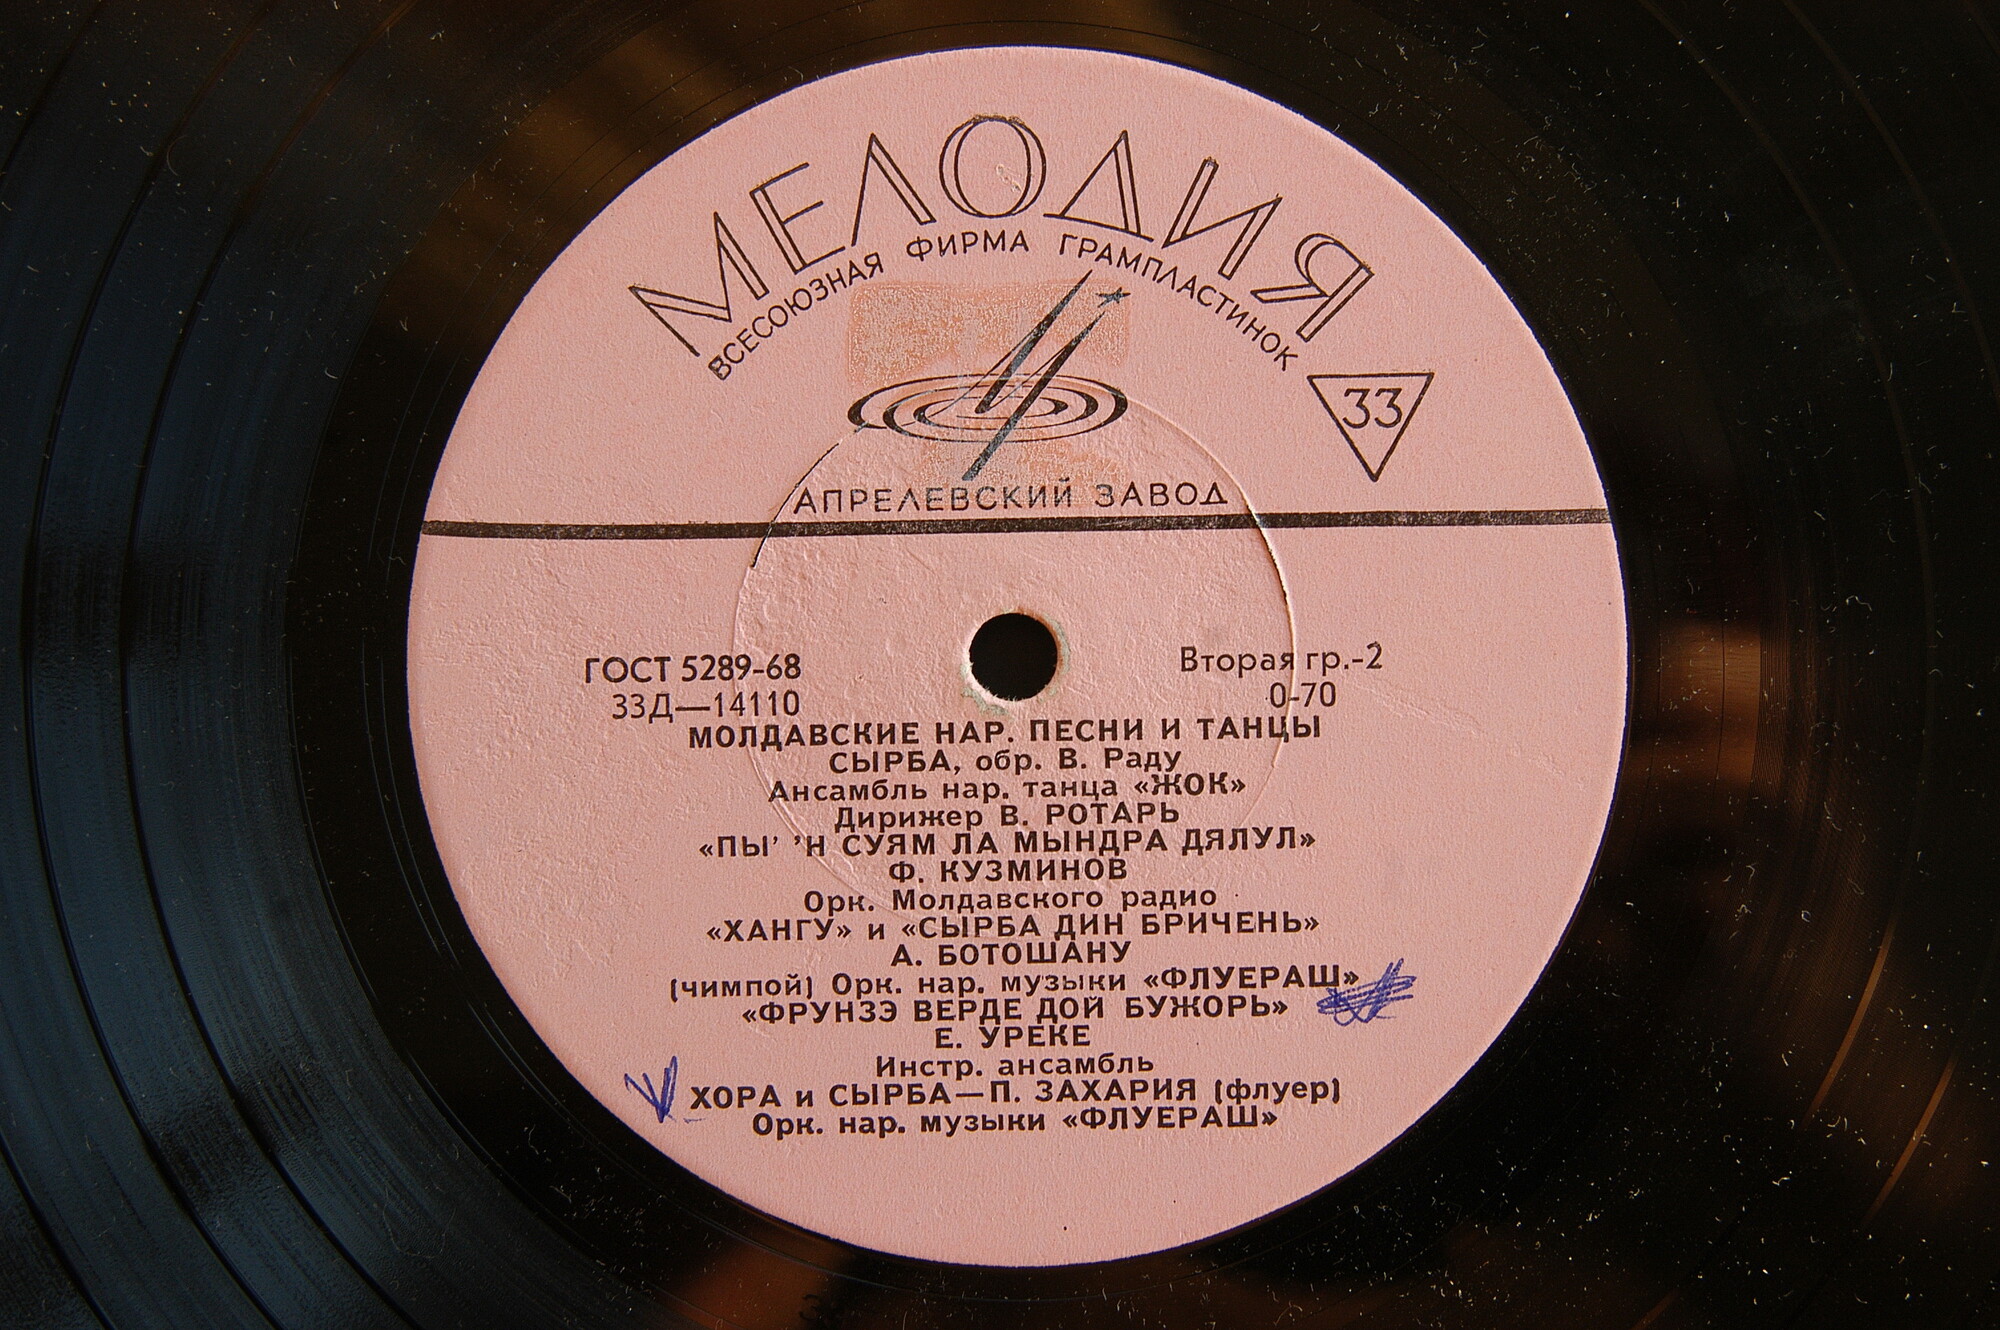 МЕЛОДИЯ
ВСЕСОЮЗНАЯ ФИРМА ГРАМПЛАСТИНОК
33
АПРЕЛЕВСКИЙ ЗАВОД
ГОСТ 5289-68
33Д—14110
Вторая гр.-2
0-70
МОЛДАВСКИЕ НАР. ПЕСНИ И ТАНЦЫ
СЫРБА, обр. В. Раду
Ансамбль нар. танца «ЖОК»
Дирижер В. РОТАРЬ
«ПЫ' 'Н СУЯМ ЛА МЫНДРА ДЯЛУЛ»
Ф. КУЗМИНОВ
Орк. Молдавского радио
«ХАНГУ» и «СЫРБА ДИН БРИЧЕНЬ»
А. БОТОШАНУ
(чимпой) Орк. нар. музыки «ФЛУЕРАШ»
«ФРУНЗЭ ВЕРДЕ ДОЙ БУЖОРЬ»
Е. УРЕКЕ
Инстр. ансамбль
ХОРА и СЫРБА—П. ЗАХАРИЯ (флуер)
Орк. нар. музыки «ФЛУЕРАШ»